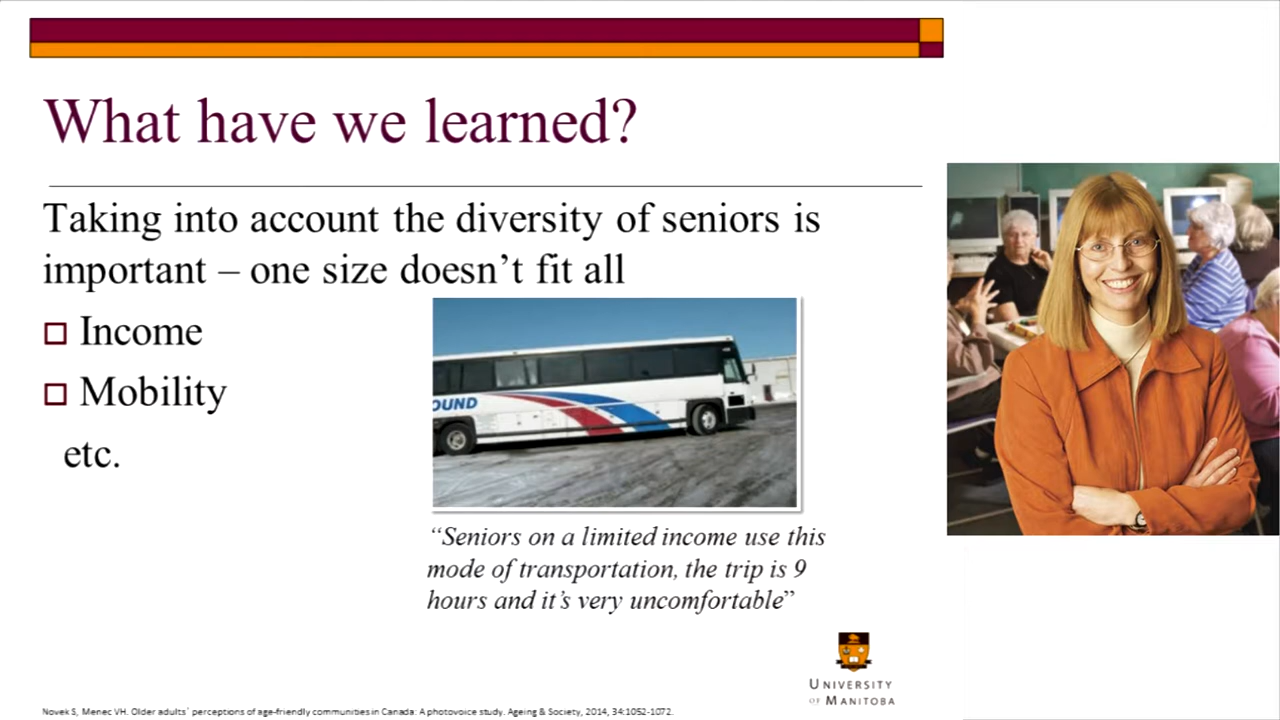 What have we learned?
Taking into account the diversity of seniors is
important – one size doesn’t fit all
Income
Mobility
etc.
OUND
“Seniors on a limited income use this
mode of transportation, the trip is 9
hours and it’s very uncomfortable”
UNIVERSITY
OF MANITOBA
Novek S, Menec VH. Older adults' perceptions of age-friendly communities in Canada: A photovoice study. Ageing & Society, 2014, 34:1052-1072.